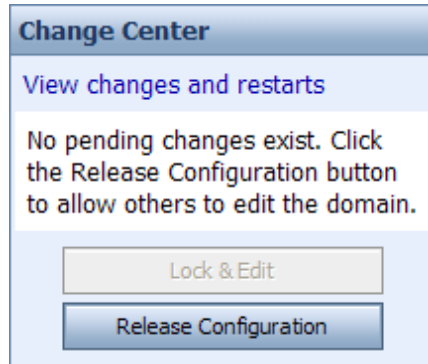 Change Center
View changes and restarts
No pending changes exist. Click
the Release Configuration button
to allow others to edit the domain.
Lock & Edit
Release Configuration